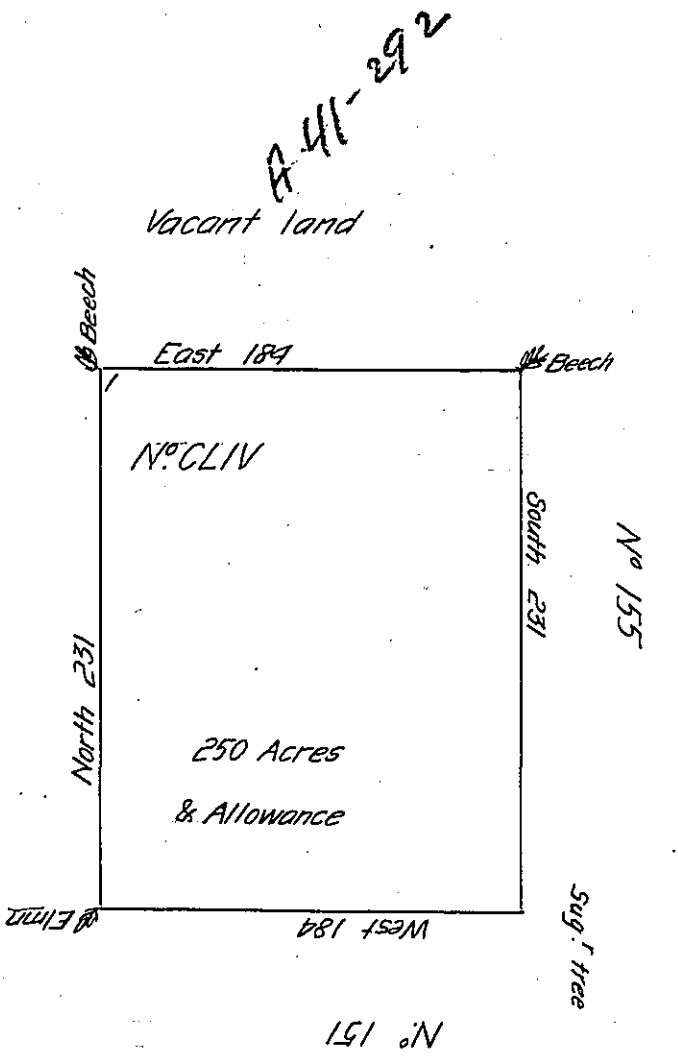 A-41-292
Vacant land
Beech
East 184
Beech
1
No. CLIV
South 231
No 155
North 231
250 Acres
& Allowance
Elm
West 184
Sug.r tree
No. 151